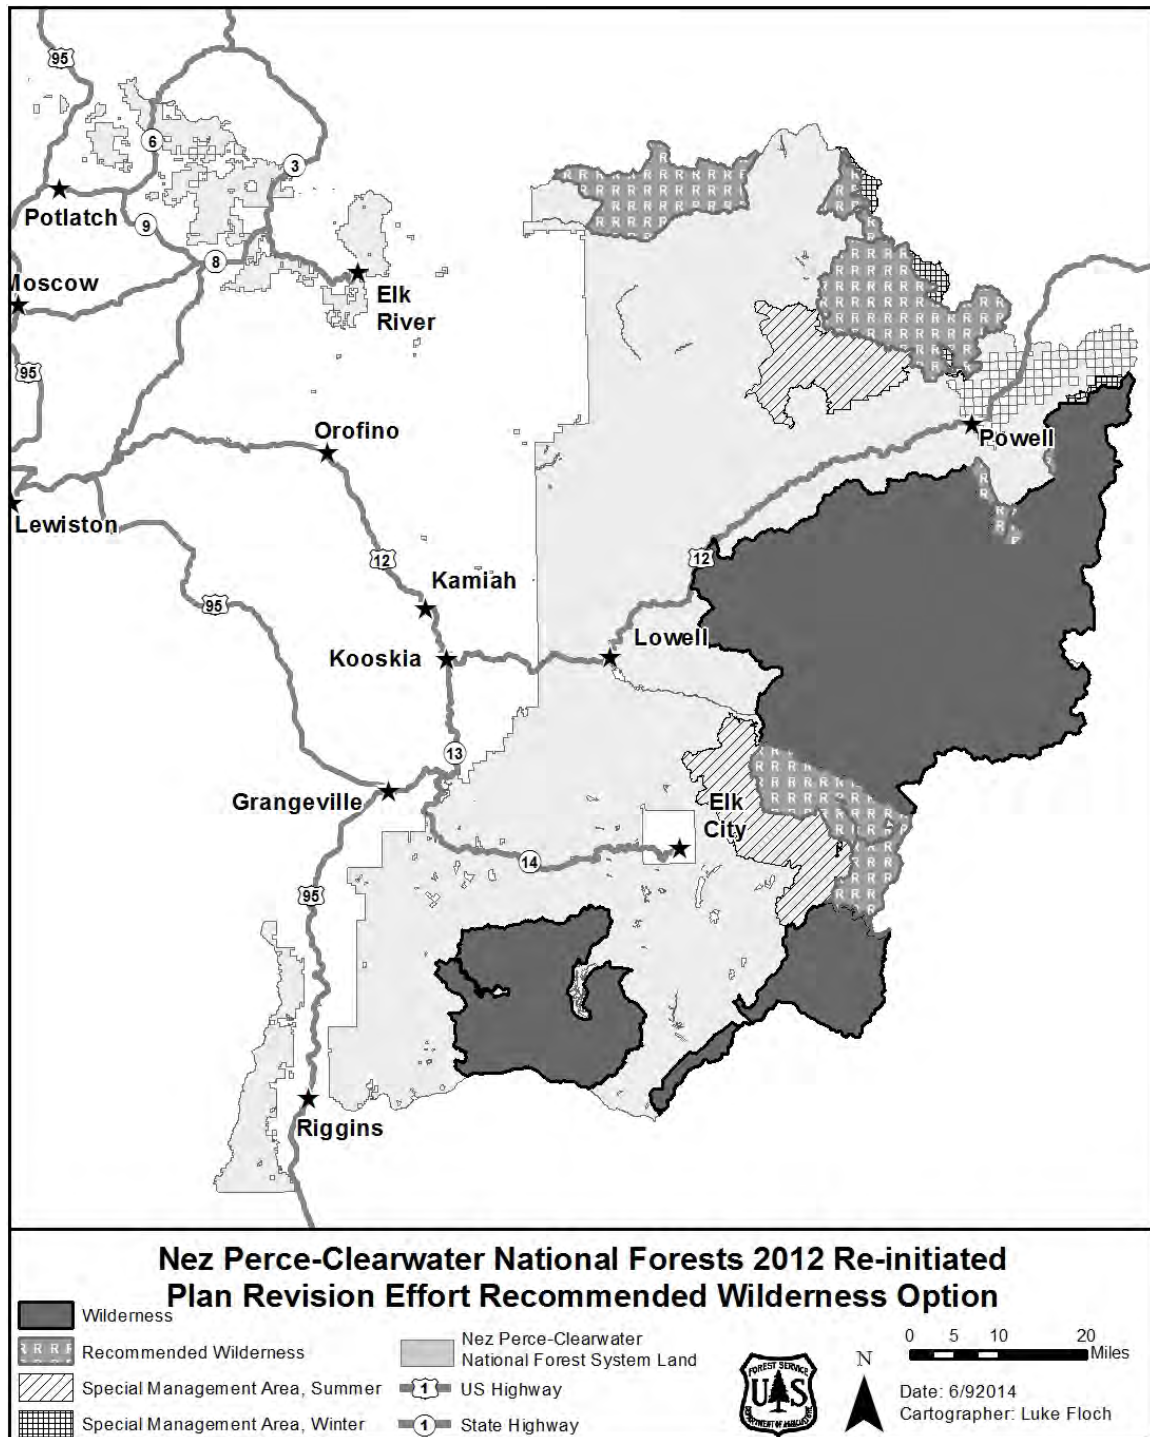 95
6
3
Potlatch
9
8
Moscow
Elk
River
95
Orofino
Powell
Lewiston
12
12
Kamiah
95
Lowell
Kooskia
13
Grangeville
Elk
City
14
95
Riggins
Nez Perce-Clearwater National Forests 2012 Re-initiated
Plan Revision Effort Recommended Wilderness Option
Wilderness
R R R R Recommended Wilderness
Special Management Area, Summer
Special Management Area, Winter
Nez Perce-Clearwater
National Forest System Land
1 US Highway
1 State Highway
FOREST SERVICE
U S
DEPARTMENT OF AGRICULTURE
N
0 5 10 20
Miles
Date: 6/92014
Cartographer: Luke Floch